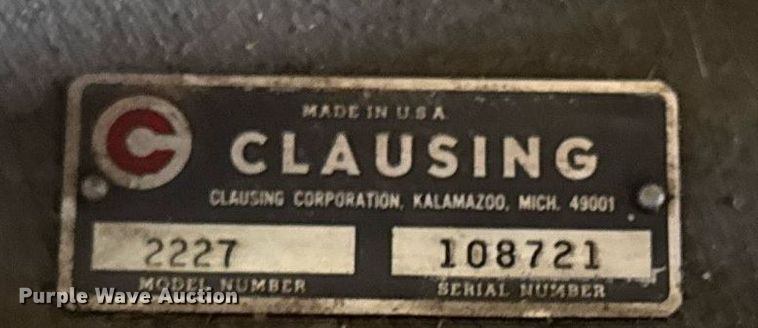 MADE IN U.S.A
C CLAUSING
CLAUSING CORPORATION, KALAMAZOO, MICH. 49001
2227 108721
MODEL NUMBER SERIAL NUMBER
Purple Wave Auction